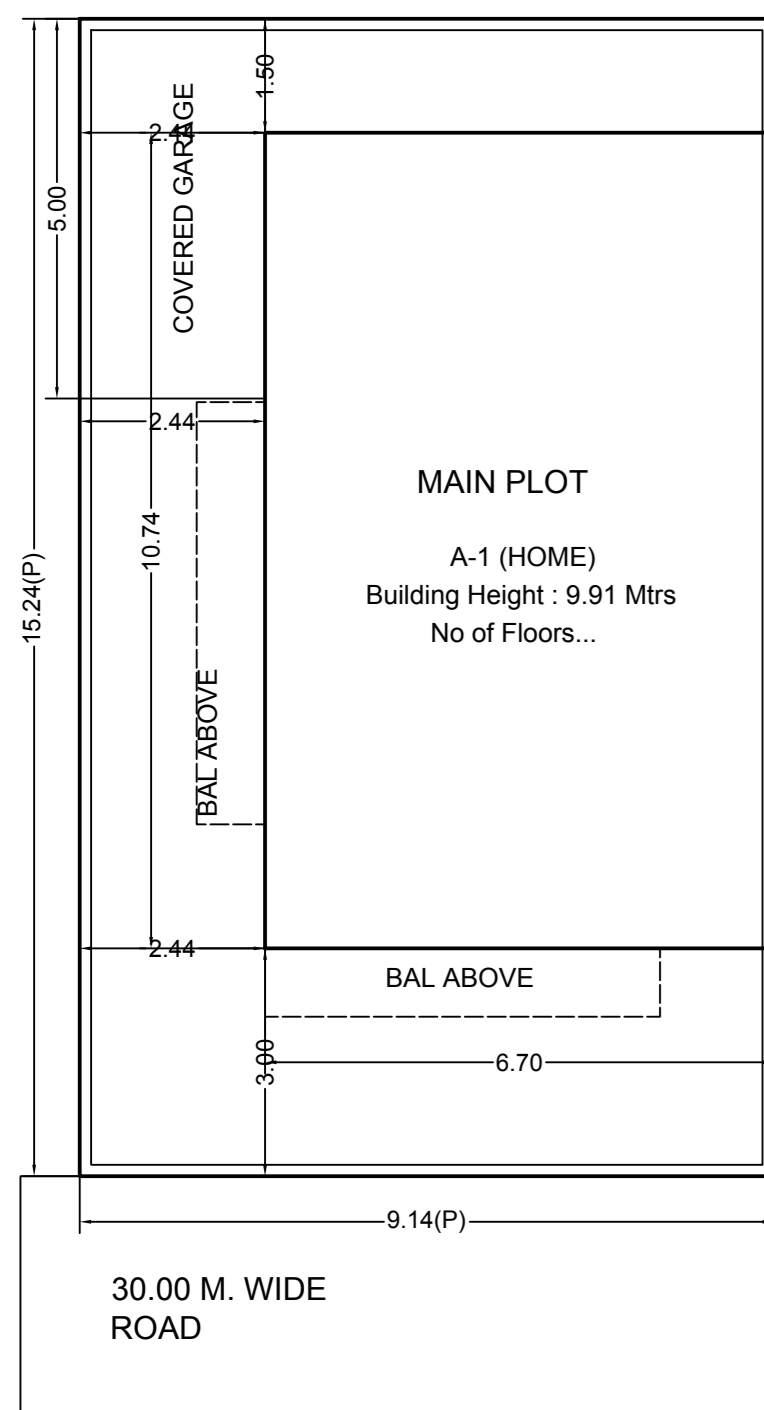 1.50
2.44
COVERED GARAGE
5.00
2.44
MAIN PLOT
10.74
A-1 (HOME)
Building Height : 9.91 Mtrs
No of Floors...
15.24(P)
BAL ABOVE
2.44
BAL ABOVE
3.00
6.70
9.14(P)
30.00 M. WIDE
ROAD